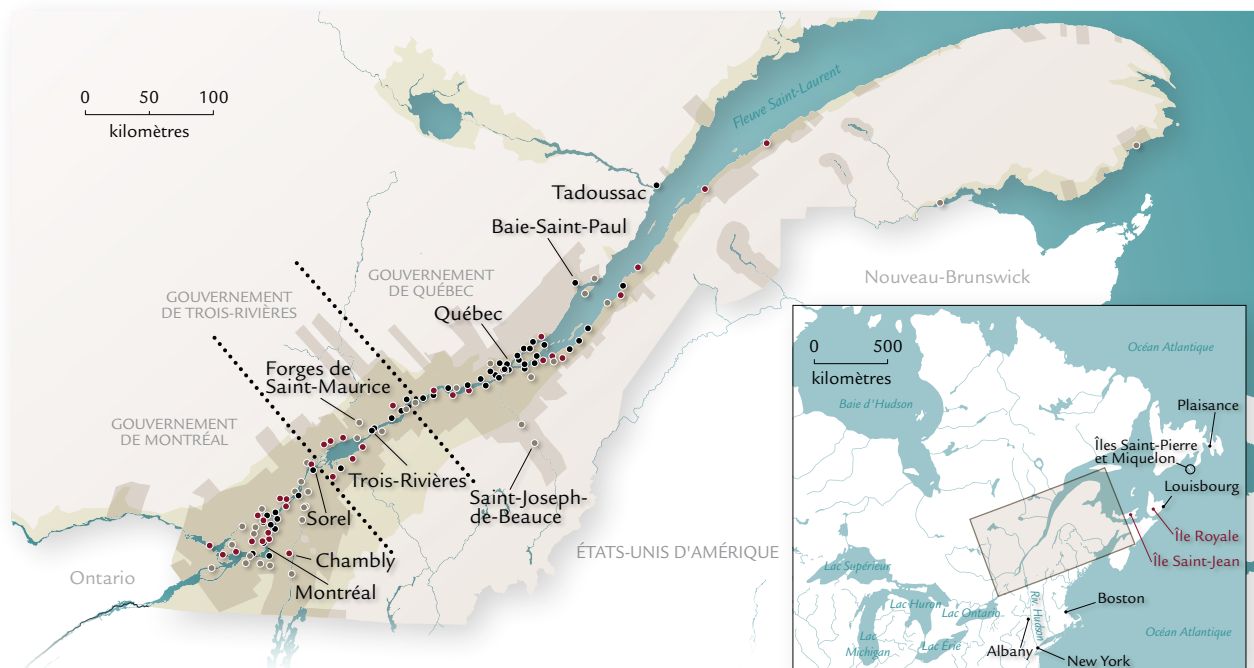 0 50 100
kilomètres
Fleuve Saint-Laurent
Tadoussac
Baie-Saint-Paul
GOUVERNEMENT
DE QUÉBEC
GOUVERNEMENT
DE TROIS-RIVIÈRES
Nouveau-Brunswick
Québec
Forges de
Saint-Maurice
GOUVERNEMENT
DE MONTRÉAL
Trois-Rivières
Saint-Joseph-
de-Beauce
Sorel
ÉTATS-UNIS D'AMÉRIQUE
Chambly
Ontario
Montréal
0 500
kilomètres
Océan Atlantique
Baie d'Hudson
Plaisance
Îles Saint-Pierre
et Miquelon
Louisbourg
Île Royale
Île Saint-Jean
Lac Supérieur
Lac Huron
Lac Ontario
Riv. Hudson
Boston
Lac
Michigan
Lac Érié
Albany
Océan Atlantique
New York